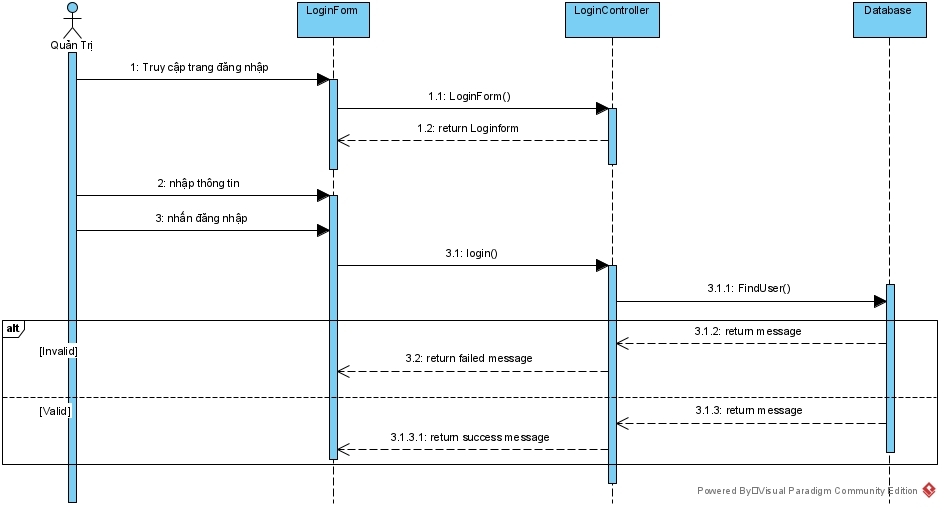 LoginForm
LoginController
Database
Quản Trị
1: Truy cập trang đăng nhập
1.1: LoginForm()
1.2: return Loginform
2: nhập thông tin
3: nhấn đăng nhập
3.1: login()
3.1.1: FindUser()
alt
3.1.2: return message
[Invalid]
3.2: return failed message
[Valid]
3.1.3: return message
3.1.3.1: return success message
Powered By□Visual Paradigm Community Edition